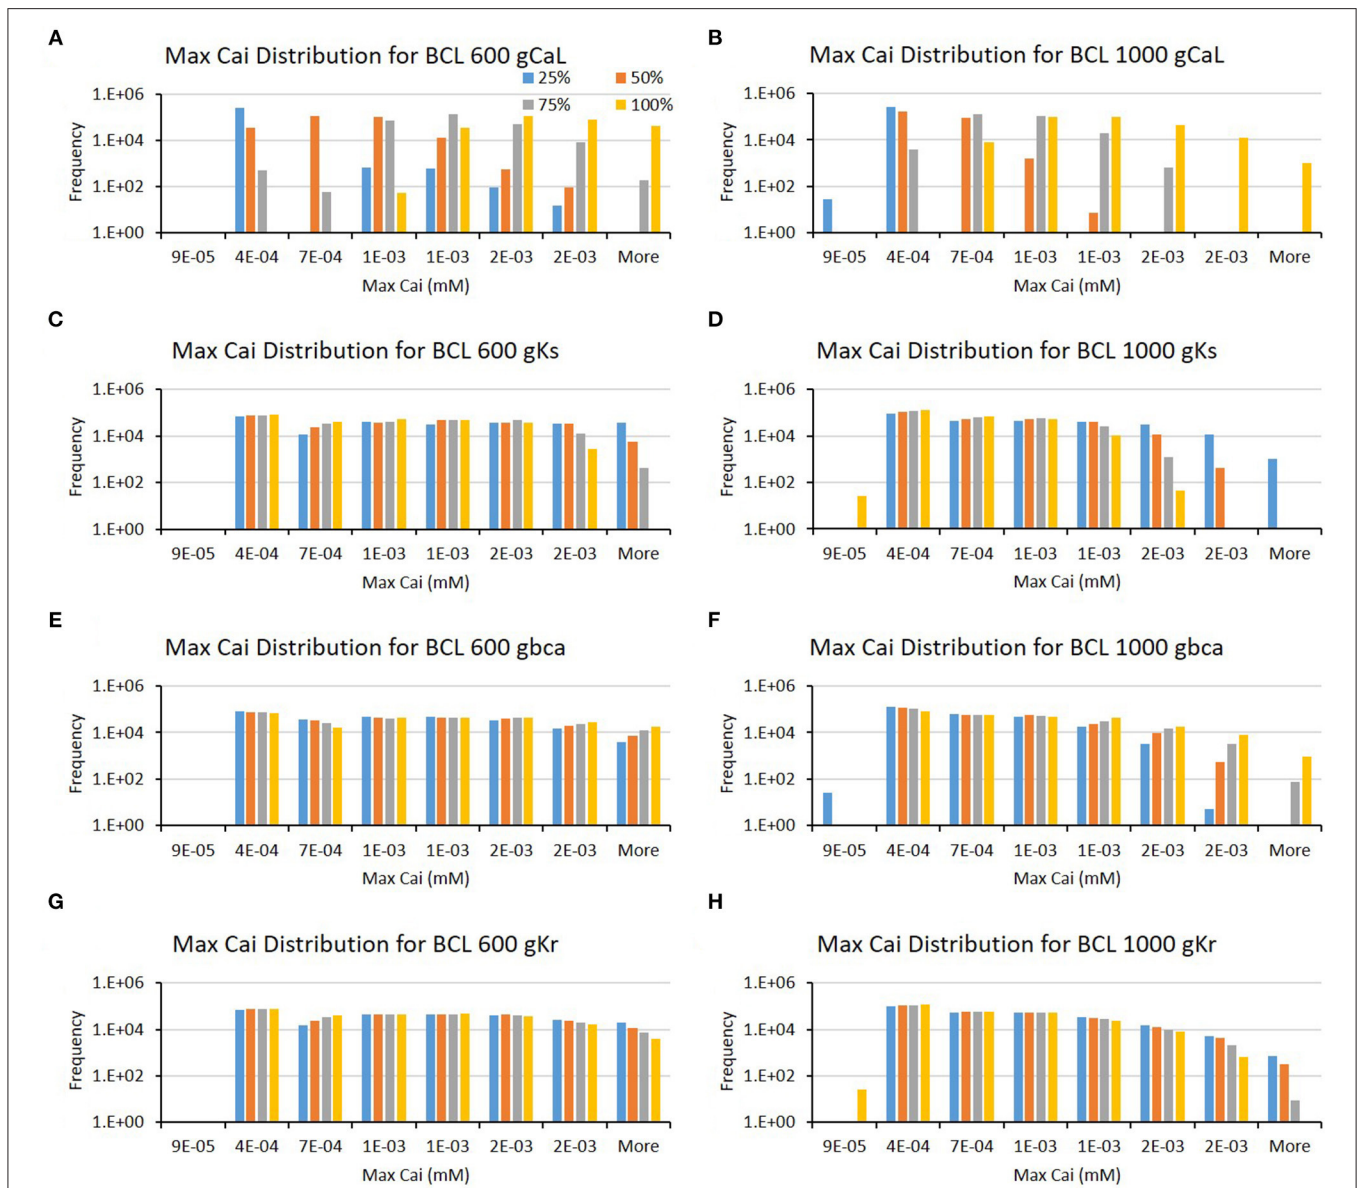 A
Max Cai Distribution for BCL 600 gCaL
25% 50%
75% 100%
1.E+06
1.E+04
1.E+02
1.E+00
Frequency
9E-05 4E-04 7E-04 1E-03 1E-03 2E-03 2E-03 More
Max Cai (mM)
B
Max Cai Distribution for BCL 1000 gCaL
1.E+06
1.E+04
1.E+02
1.E+00
Frequency
9E-05 4E-04 7E-04 1E-03 1E-03 2E-03 2E-03 More
Max Cai (mM)
C
Max Cai Distribution for BCL 600 gKs
1.E+06
1.E+04
1.E+02
1.E+00
Frequency
9E-05 4E-04 7E-04 1E-03 1E-03 2E-03 2E-03 More
Max Cai (mM)
D
Max Cai Distribution for BCL 1000 gKs
1.E+06
1.E+04
1.E+02
1.E+00
Frequency
9E-05 4E-04 7E-04 1E-03 1E-03 2E-03 2E-03 More
Max Cai (mM)
E
Max Cai Distribution for BCL 600 gbca
1.E+06
1.E+04
1.E+02
1.E+00
Frequency
9E-05 4E-04 7E-04 1E-03 1E-03 2E-03 2E-03 More
Max Cai (mM)
F
Max Cai Distribution for BCL 1000 gbca
1.E+06
1.E+04
1.E+02
1.E+00
Frequency
9E-05 4E-04 7E-04 1E-03 1E-03 2E-03 2E-03 More
Max Cai (mM)
G
Max Cai Distribution for BCL 600 gKr
1.E+06
1.E+04
1.E+02
1.E+00
Frequency
9E-05 4E-04 7E-04 1E-03 1E-03 2E-03 2E-03 More
Max Cai (mM)
H
Max Cai Distribution for BCL 1000 gKr
1.E+06
1.E+04
1.E+02
1.E+00
Frequency
9E-05 4E-04 7E-04 1E-03 1E-03 2E-03 2E-03 More
Max Cai (mM)